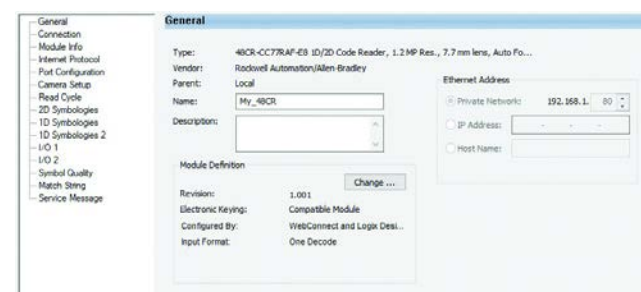 General
Connection
Module Info
Internet Protocol
Port Configuration
Camera Setup
Read Cycle
2D Symbologies
1D Symbologies
1D Symbologies 2
I/O 1
I/O 2
Symbol Quality
Match String
Service Message
General
Type: 48CR-CC77RAF-E8 1D/2D Code Reader, 1.2 MP Res., 7.7 mm lens, Auto Fo...
Vendor: Rockwell Automation/Allen-Bradley
Parent: Local
Name: My_48CR
Description:
Ethernet Address
Private Network: 192.168.1. 80
IP Address:
Host Name:
Module Definition
Change ...
Revision: 1.001
Electronic Keying: Compatible Module
Configured By: WebConnect and Logix Desi...
Input Format: One Decode